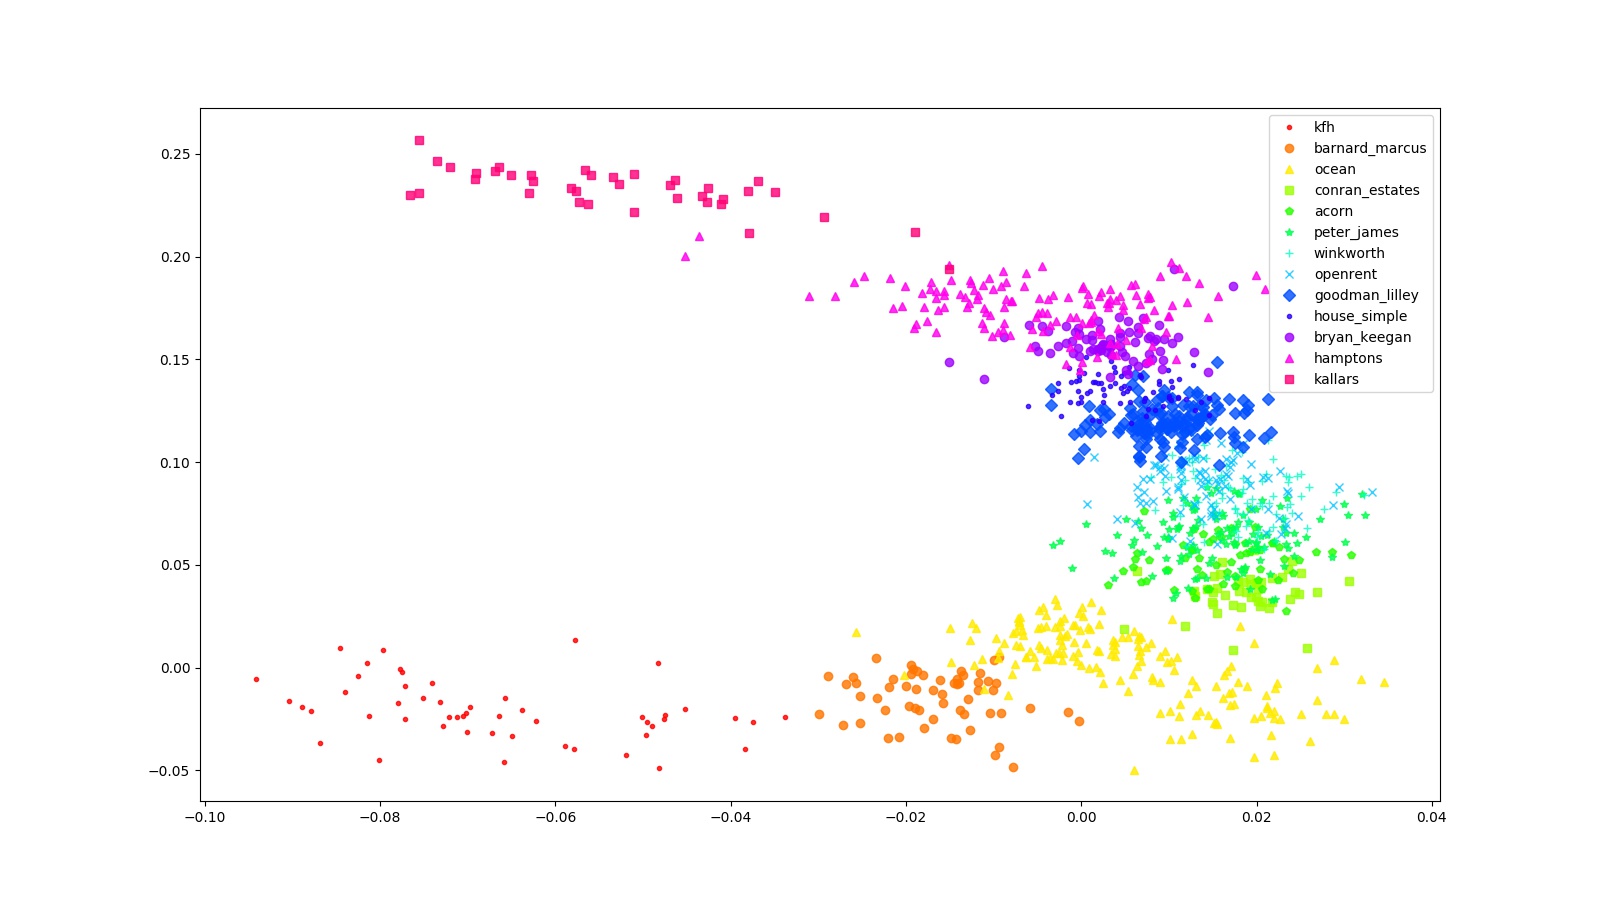 kfh
barnard_marcus
ocean
conran_estates
acorn
peter_james
winkworth
openrent
goodman_lilley
house_simple
bryan_keegan
hamptons
kallars
0.25
0.20
0.15
0.10
0.05
0.00
−0.05
−0.10 −0.08 −0.06 −0.04 −0.02 0.00 0.02 0.04